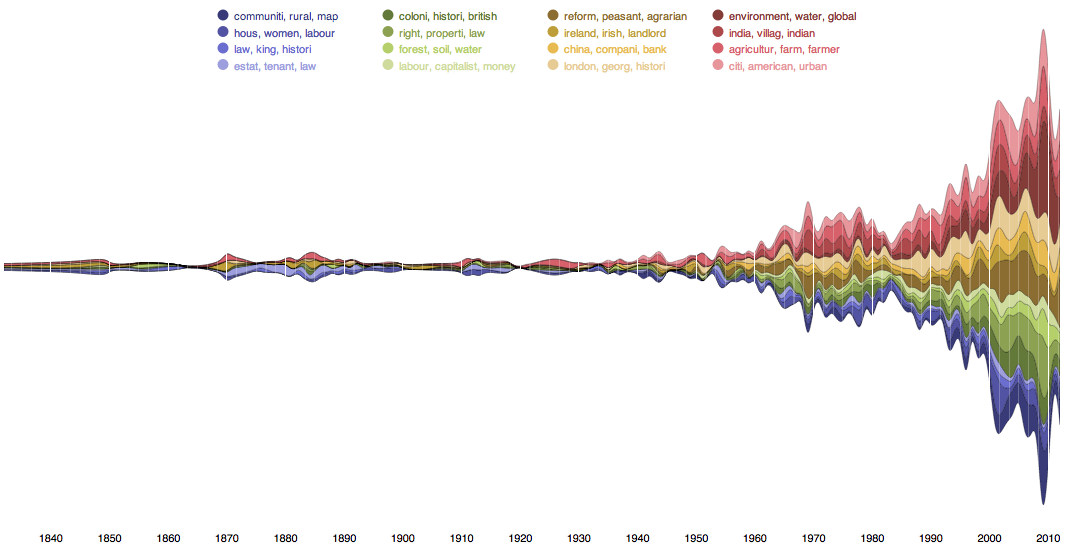 communiti, rural, map
hous, women, labour
law, king, histori
estat, tenant, law
coloni, histori, british
right, properti, law
forest, soil, water
labour, capitalist, money
reform, peasant, agrarian
ireland, irish, landlord
china, compani, bank
london, georg, histori
environment, water, global
india, villag, indian
agricultur, farm, farmer
citi, american, urban
1840 1850 1860 1870 1880 1890 1900 1910 1920 1930 1940 1950 1960 1970 1980 1990 2000 2010